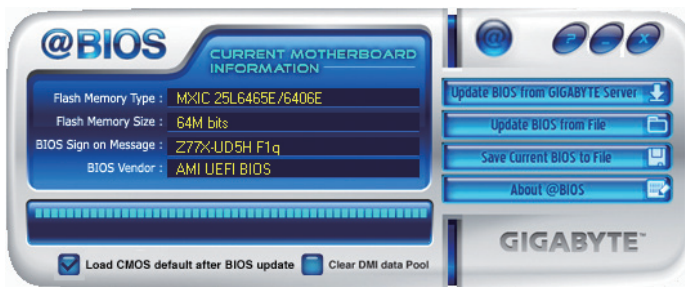 @BIOS
CURRENT MOTHERBOARD
INFORMATION
Flash Memory Type : MXIC 25L6465E/6406E
Flash Memory Size : 64M bits
BIOS Sign on Message : Z77X-UD5H F1q
BIOS Vendor : AMI UEFI BIOS
Load CMOS default after BIOS update Clear DMI data Pool
@ ? _ X
Update BIOS from GIGABYTE Server
Update BIOS from File
Save Current BIOS to File
About @BIOS
GIGABYTE™